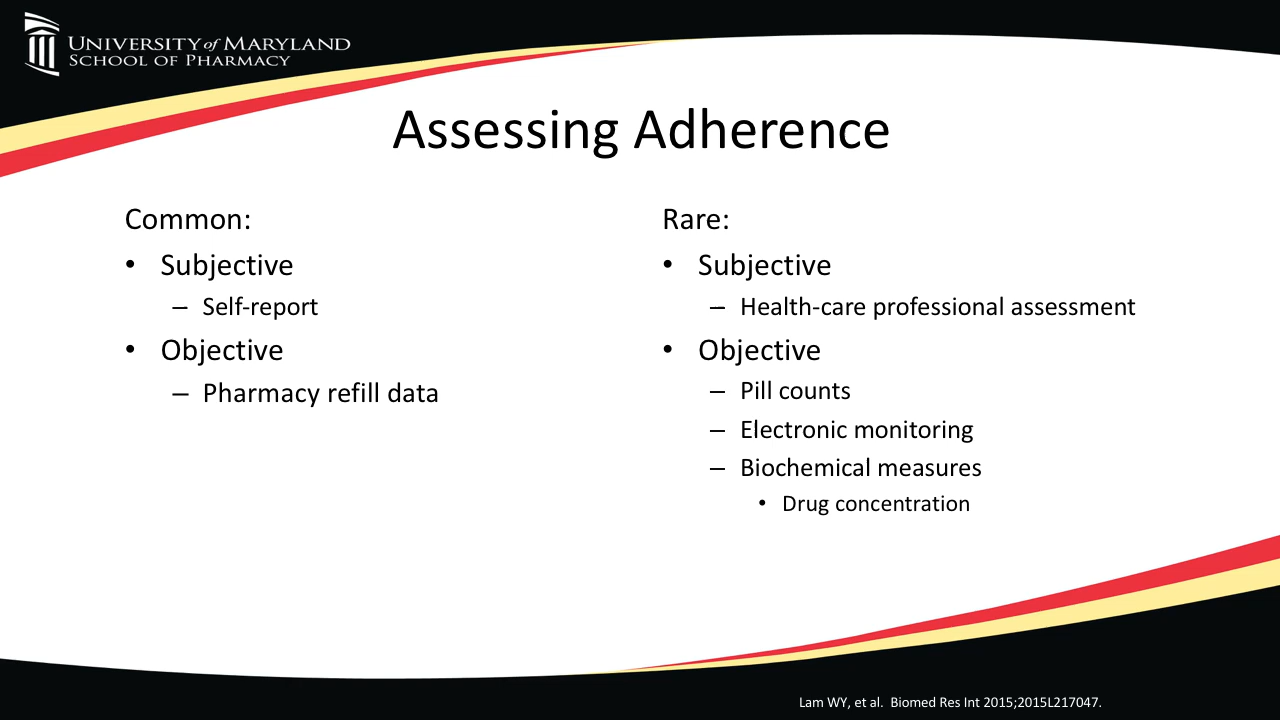 UNIVERSITY of MARYLAND
SCHOOL OF PHARMACY
Assessing Adherence
Common:
• Subjective
– Self-report
• Objective
– Pharmacy refill data
Rare:
• Subjective
– Health-care professional assessment
• Objective
– Pill counts
– Electronic monitoring
– Biochemical measures
• Drug concentration
Lam WY, et al. Biomed Res Int 2015;2015L217047.